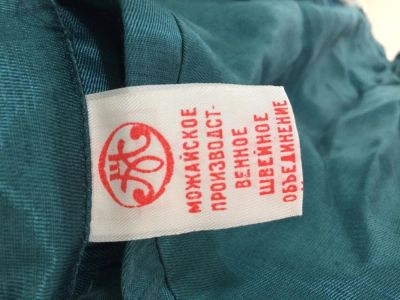 МОЖАЙСКОЕ
ПРОИЗВОДСТ-
ВЕННОЕ
ШВЕЙНОЕ
ОБЪЕДИНЕНИЕ